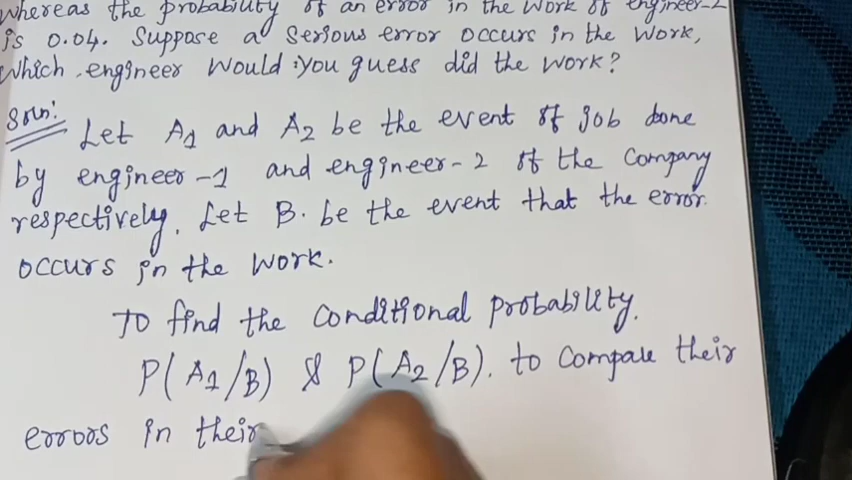 whereas the probability of an error in the work of engineer-2
is 0.04. Suppose a serious error occurs in the work,
which engineer would you guess did the work?
Soln:
Let A1 and A2 be the event of job done
by engineer-1 and engineer-2 of the company
respectively. Let B. be the event that the error
occurs in the work.
To find the conditional probability.
P(A1/B) & P(A2/B). to compare their
errors in their